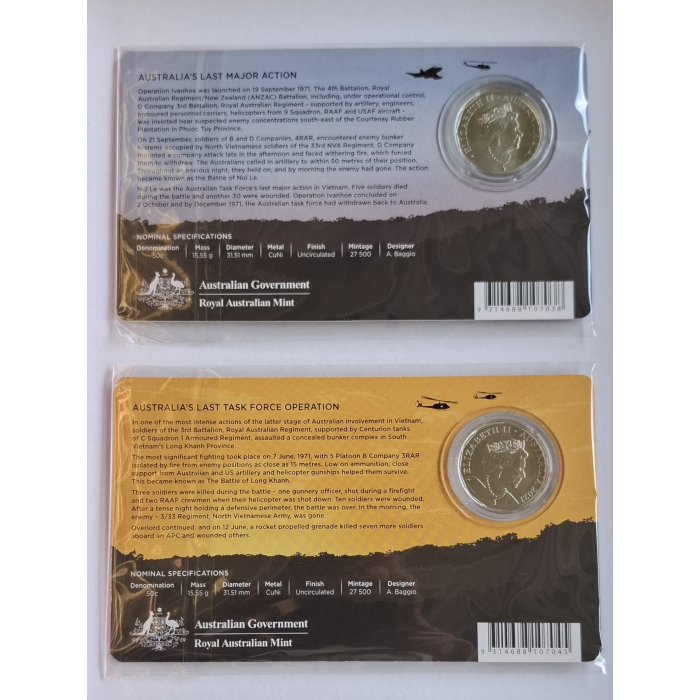 AUSTRALIA'S LAST MAJOR ACTION
Operation Ivanhoe was launched on 19 September 1971. The 4th Battalion, Royal
Australian Regiment/New Zealand (ANZAC) Battalion, including, under operational control,
D Company 3rd Battalion, Royal Australian Regiment - supported by artillery, engineers,
armoured personnel carriers, helicopters from 9 Squadron, RAAF and USAF aircraft -
was inserted near suspected enemy concentrations south-east of the Courtenay Rubber
Plantation in Phuoc Tuy Province.
On 21 September, soldiers of B and D Companies, 4RAR, encountered enemy bunker
systems occupied by North Vietnamese soldiers of the 33rd NVA Regiment. D Company
mounted a company attack late in the afternoon and faced withering fire, which forced
them to withdraw. The Australians called in artillery to within 50 metres of their position.
Throughout an anxious night, they held on, and by morning the enemy had gone. The action
became known as the Battle of Nui Le.
Nui Le was the Australian Task Force's last major action in Vietnam. Five soldiers died
during the battle and another 30 were wounded. Operation Ivanhoe concluded on
2 October and by December 1971, the Australian task force had withdrawn back to Australia.
ELIZABETH II
NOMINAL SPECIFICATIONS
Denomination Mass Diameter Metal Finish Mintage Designer
50c 15.55 g 31.51 mm CuNi Uncirculated 27 500 A. Baggio
Australian Government
Royal Australian Mint
9 314688 107038
AUSTRALIA'S LAST TASK FORCE OPERATION
In one of the most intense actions of the latter stage of Australian involvement in Vietnam,
soldiers of the 3rd Battalion, Royal Australian Regiment, supported by Centurion tanks
of C Squadron 1 Armoured Regiment, assaulted a concealed bunker complex in South
Vietnam's Long Khanh Province.
The most significant fighting took place on 7 June, 1971, with 5 Platoon B Company 3RAR
isolated by fire from enemy positions as close as 15 metres. Low on ammunition, close
support from Australian and US artillery and helicopter gunships helped them survive.
This became known as The Battle of Long Khanh.
Three soldiers were killed during the battle - one gunnery officer, shot during a firefight
and two RAAF crewmen when their helicopter was shot down. Ten soldiers were wounded.
After a tense night holding a defensive perimeter, the battle was over. In the morning, the
enemy - 3/33 Regiment, North Vietnamese Army, was gone.
Overlord continued, and on 12 June, a rocket propelled grenade killed seven more soldiers
aboard an APC and wounded others.
ELIZABETH II AUSTRALIA 2021
NOMINAL SPECIFICATIONS
Denomination Mass Diameter Metal Finish Mintage Designer
50c 15.55 g 31.51 mm CuNi Uncirculated 27 500 A. Baggio
Australian Government
Royal Australian Mint
9 314688 107045